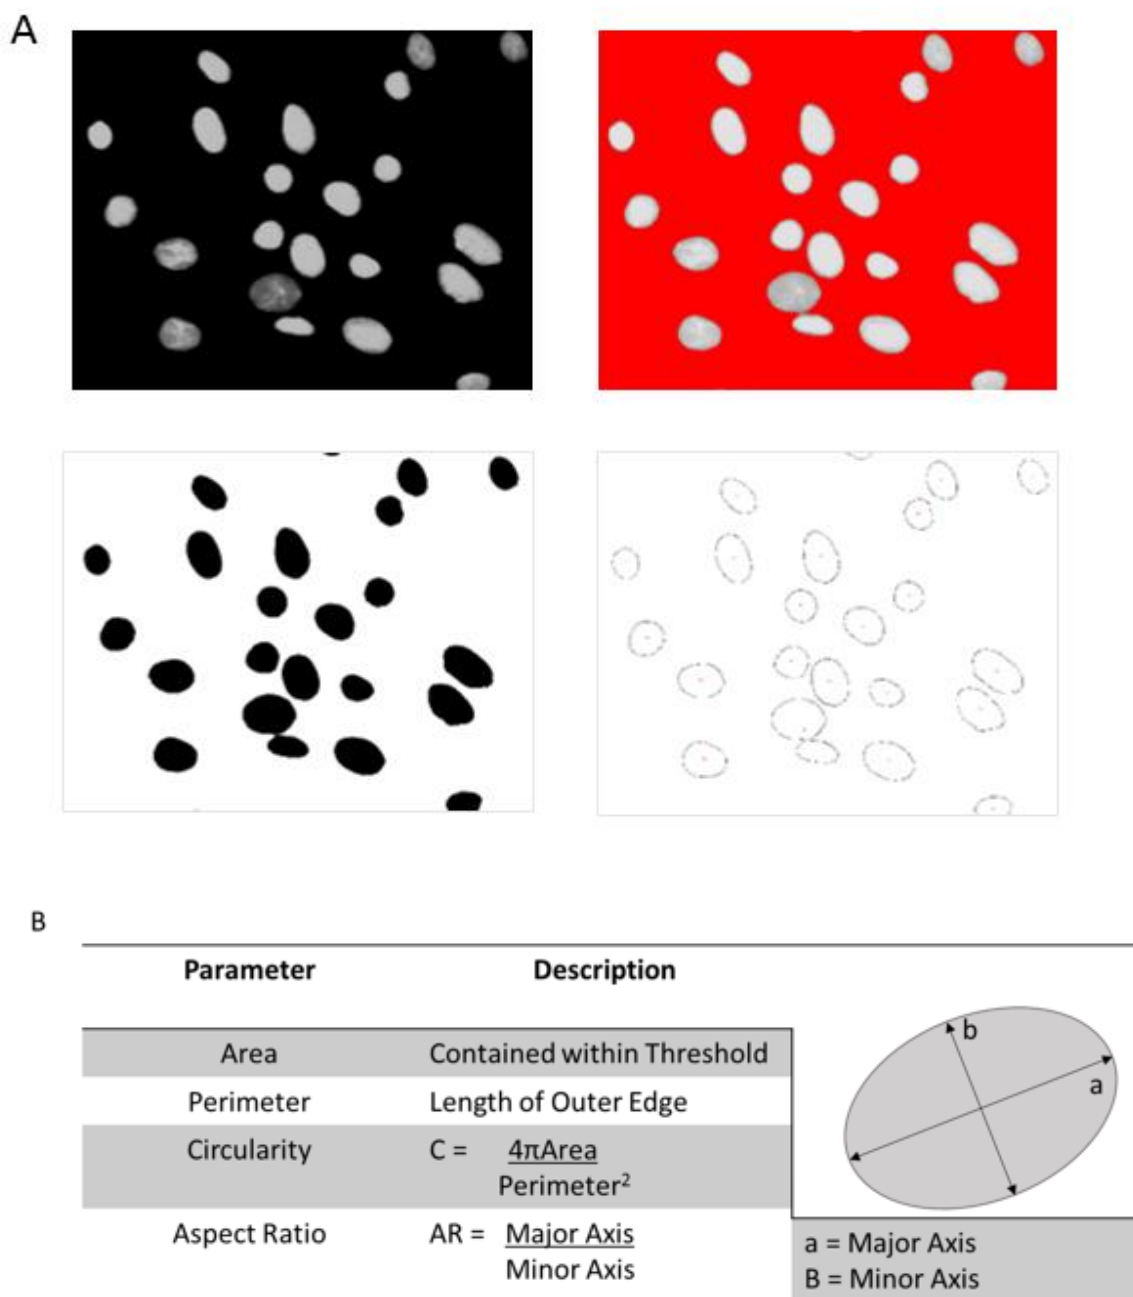 A
B
Parameter Description
Area Contained within Threshold
Perimeter Length of Outer Edge
Circularity C = 4πArea
Perimeter²
Aspect Ratio AR = Major Axis
Minor Axis
b
a
a = Major Axis
B = Minor Axis